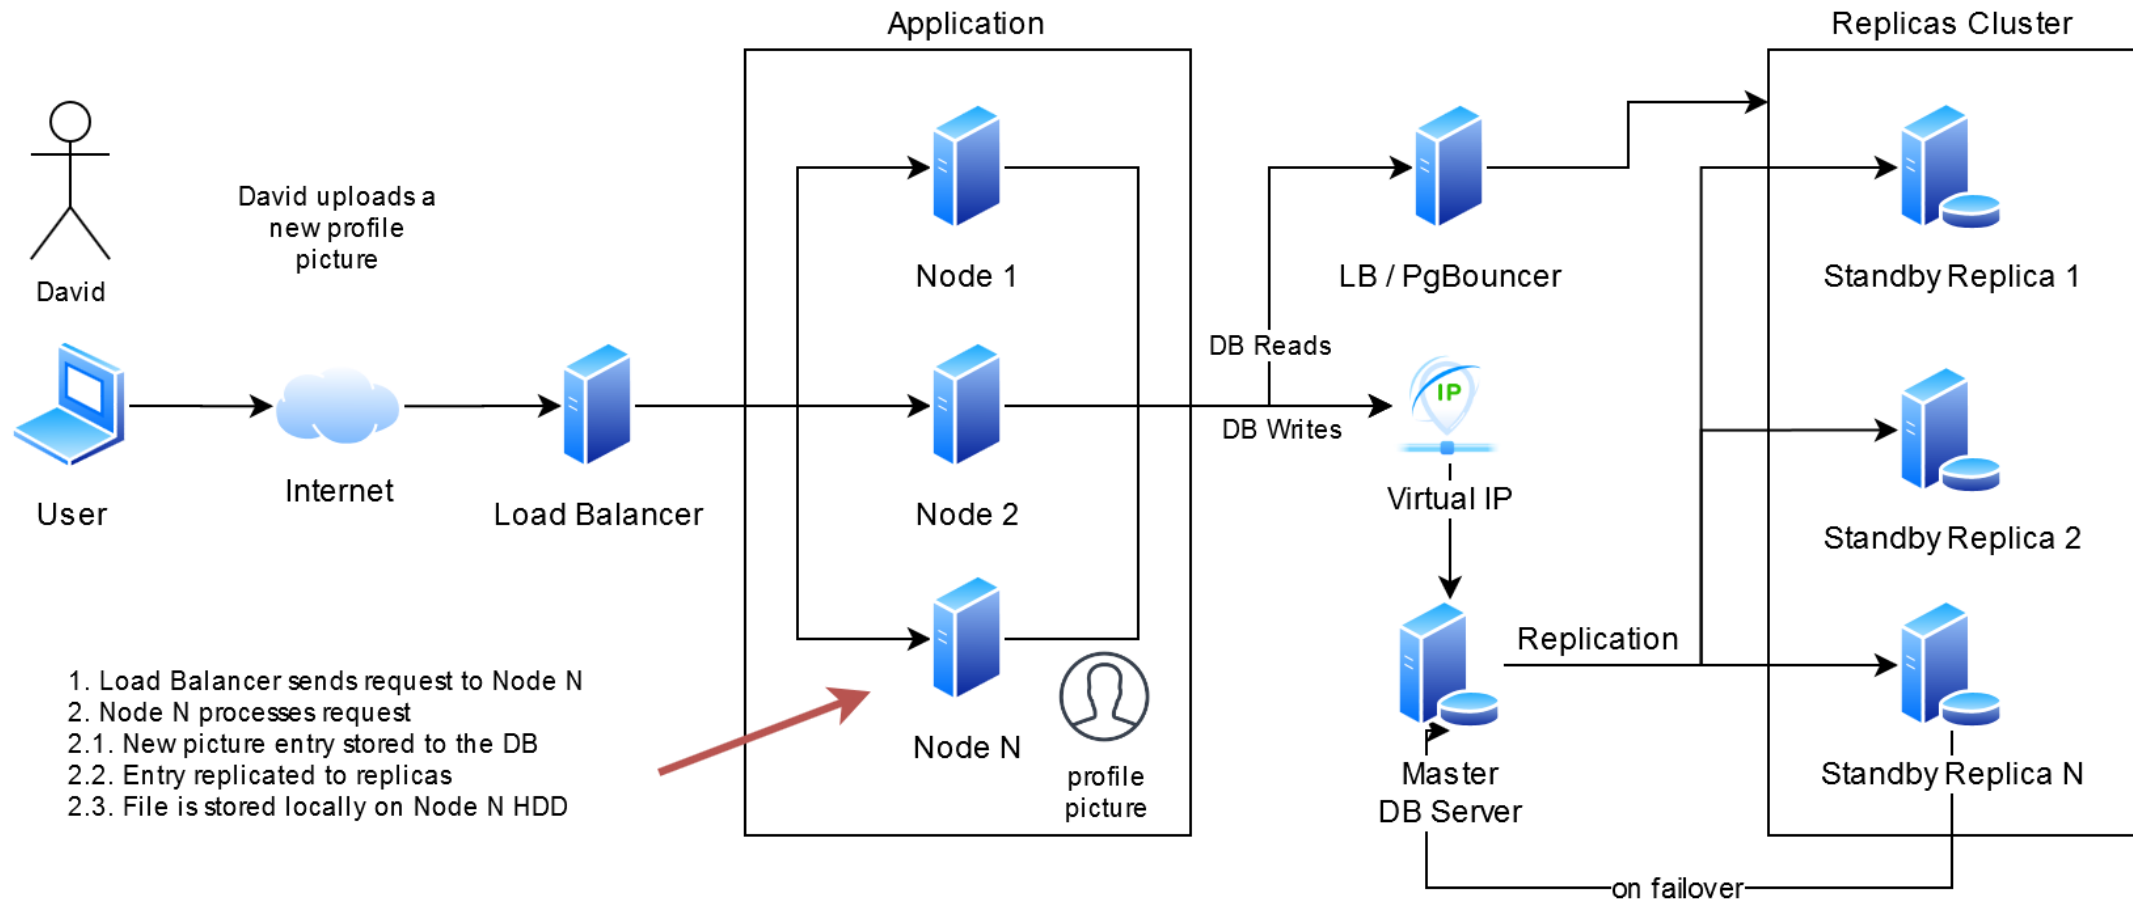 Application
Replicas Cluster
David uploads a
new profile
picture
David
Node 1
LB / PgBouncer
Standby Replica 1
DB Reads
IP
DB Writes
Internet
Virtual IP
User
Load Balancer
Node 2
Standby Replica 2
Replication
1. Load Balancer sends request to Node N
2. Node N processes request
2.1. New picture entry stored to the DB
2.2. Entry replicated to replicas
2.3. File is stored locally on Node N HDD
Node N
profile
picture
Master
DB Server
Standby Replica N
on failover